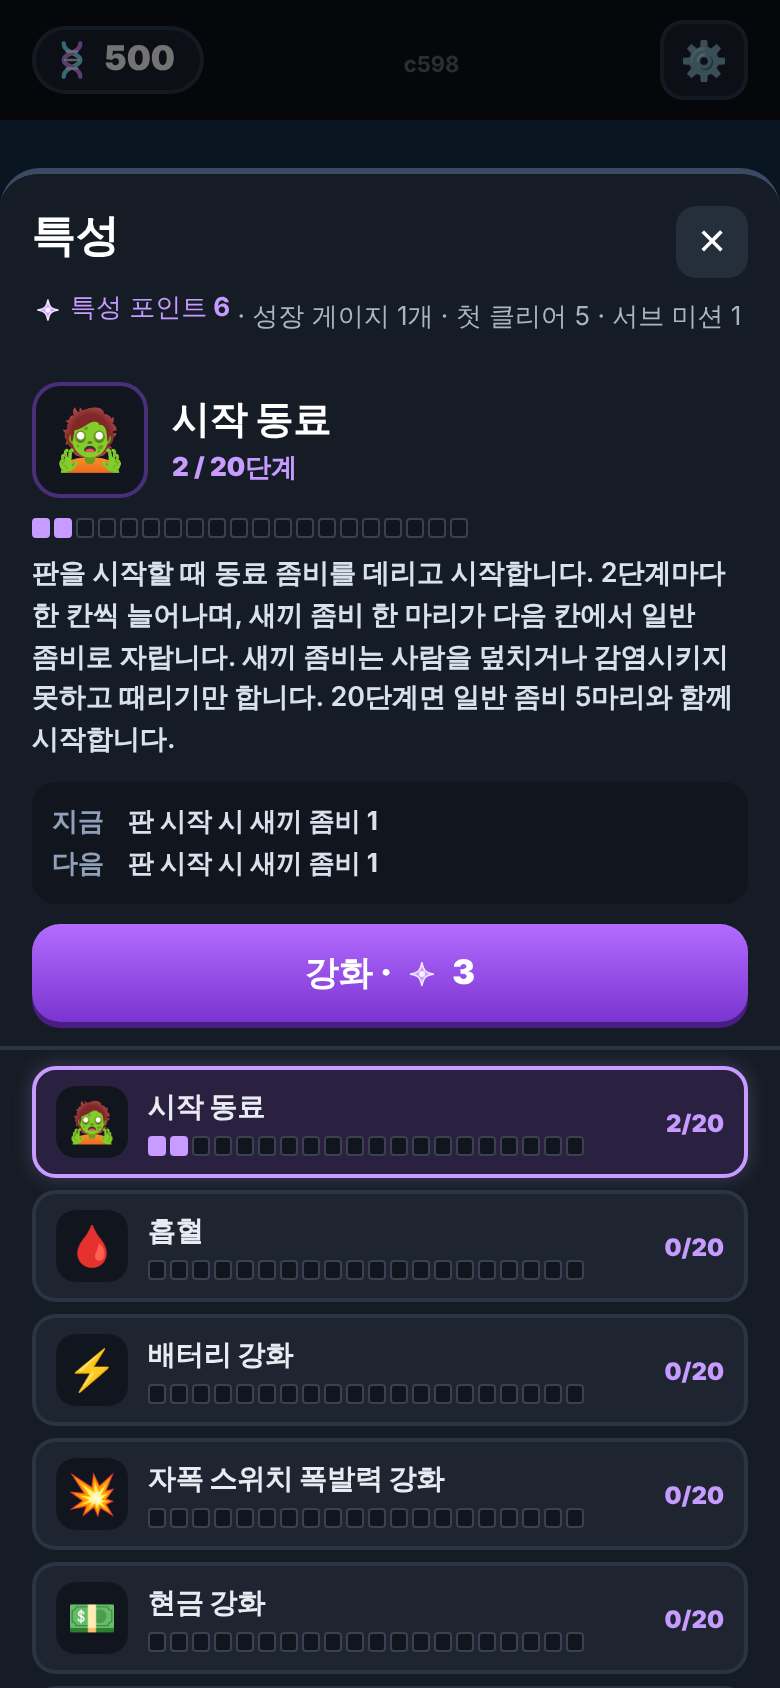 500
c598
특성
특성 포인트 6 · 성장 게이지 1개 · 첫 클리어 5 · 서브 미션 1
시작 동료
2 / 20단계
판을 시작할 때 동료 좀비를 데리고 시작합니다. 2단계마다
한 칸씩 늘어나며, 새끼 좀비 한 마리가 다음 칸에서 일반
좀비로 자랍니다. 새끼 좀비는 사람을 덮치거나 감염시키지
못하고 때리기만 합니다. 20단계면 일반 좀비 5마리와 함께
시작합니다.
지금 판 시작 시 새끼 좀비 1
다음 판 시작 시 새끼 좀비 1
강화 · 3
시작 동료
2/20
흡혈
0/20
배터리 강화
0/20
자폭 스위치 폭발력 강화
0/20
현금 강화
0/20